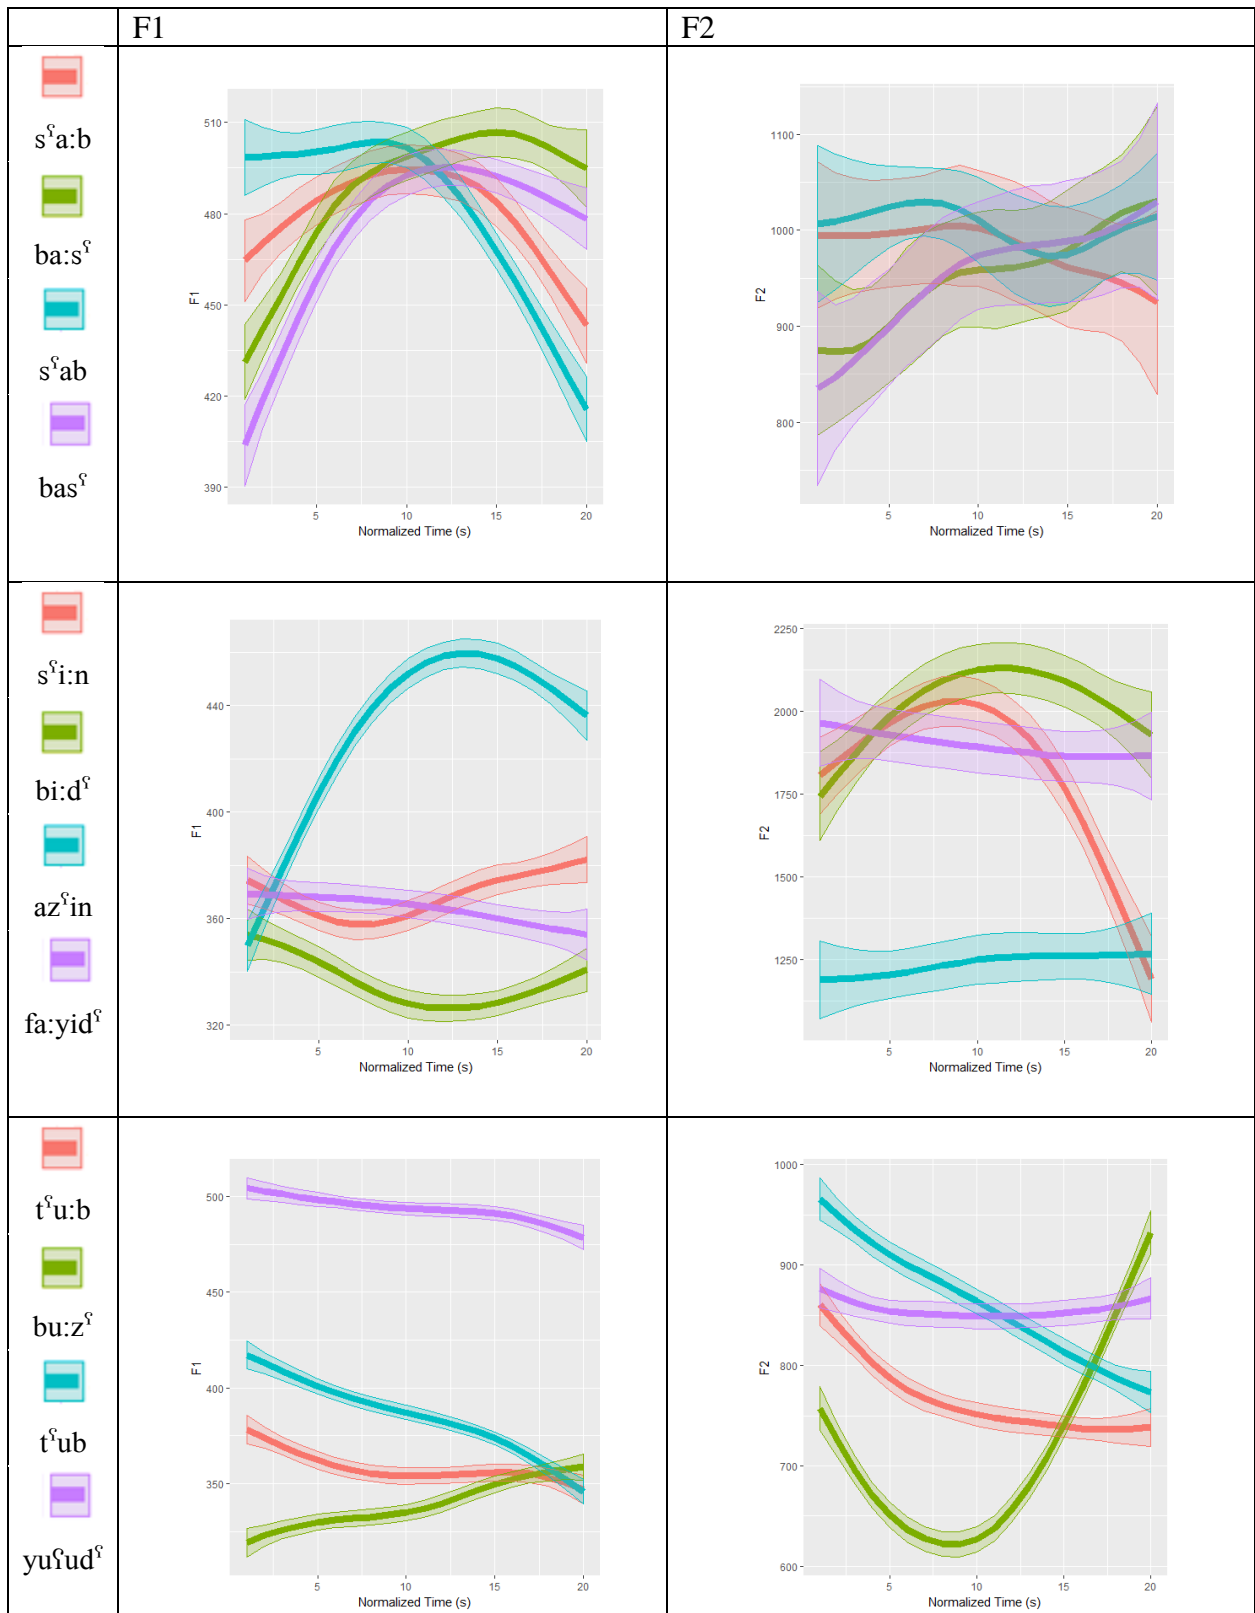 F1
F2
sˤa:b
ba:sˤ
sˤab
basˤ
510
480
450
420
390
F1
5
10
15
20
Normalized Time (s)
1100
1000
900
800
F2
5
10
15
20
Normalized Time (s)
sˤi:n
bi:dˤ
azˤin
fa:yidˤ
440
400
360
320
F1
5
10
15
20
Normalized Time (s)
2250
2000
1750
1500
1250
F2
5
10
15
20
Normalized Time (s)
tˤu:b
bu:zˤ
tˤub
yuʕudˤ
500
450
400
350
F1
5
10
15
20
Normalized Time (s)
1000
900
800
700
600
F2
5
10
15
20
Normalized Time (s)